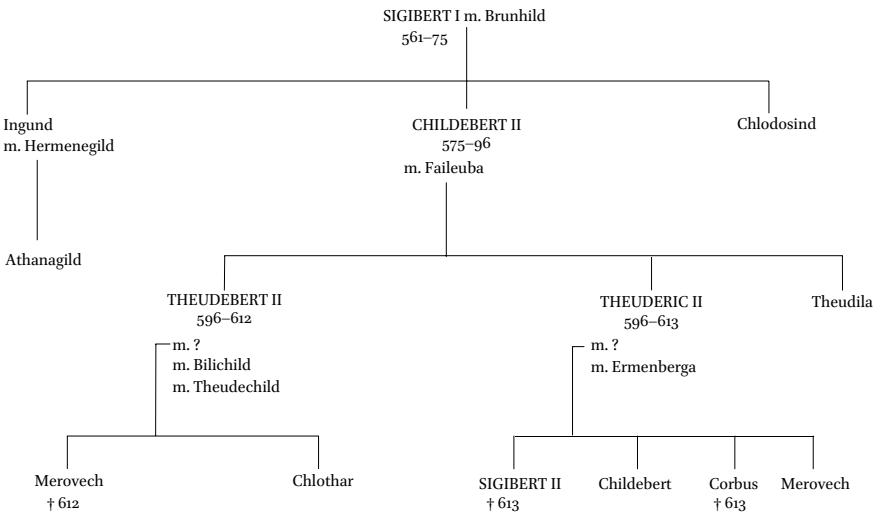 SIGIBERT I m. Brunhild
561–75
Ingund
m. Hermenegild
CHILDEBERT II
575–96
m. Faileuba
Chlodosind
Athanagild
THEUDEBERT II
596–612
m. ?
m. Bilichild
m. Theudechild
THEUDERIC II
596–613
m. ?
m. Ermenberga
Theudila
Merovech
† 612
Chlothar
SIGIBERT II
† 613
Childebert
Corbus
† 613
Merovech